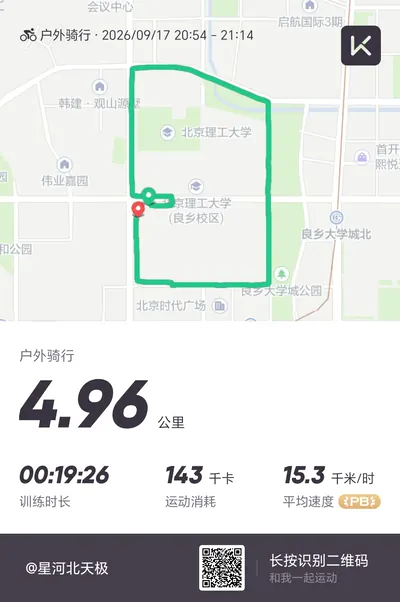 会议中心
启航国际3期
户外骑行 · 2026/09/17 20:54 - 21:14
韩建·观山源墅
北京理工大学
首开
熙悦
伟业嘉园
北京理工大学
(良乡校区)
良乡大学城北
和公园
良乡大学城公园
北京时代广场
户外骑行
4.96 公里
00:19:26 143 千卡 15.3 千米/时
训练时长 运动消耗 平均速度 PB
@星河北天极
长按识别二维码
和我一起运动